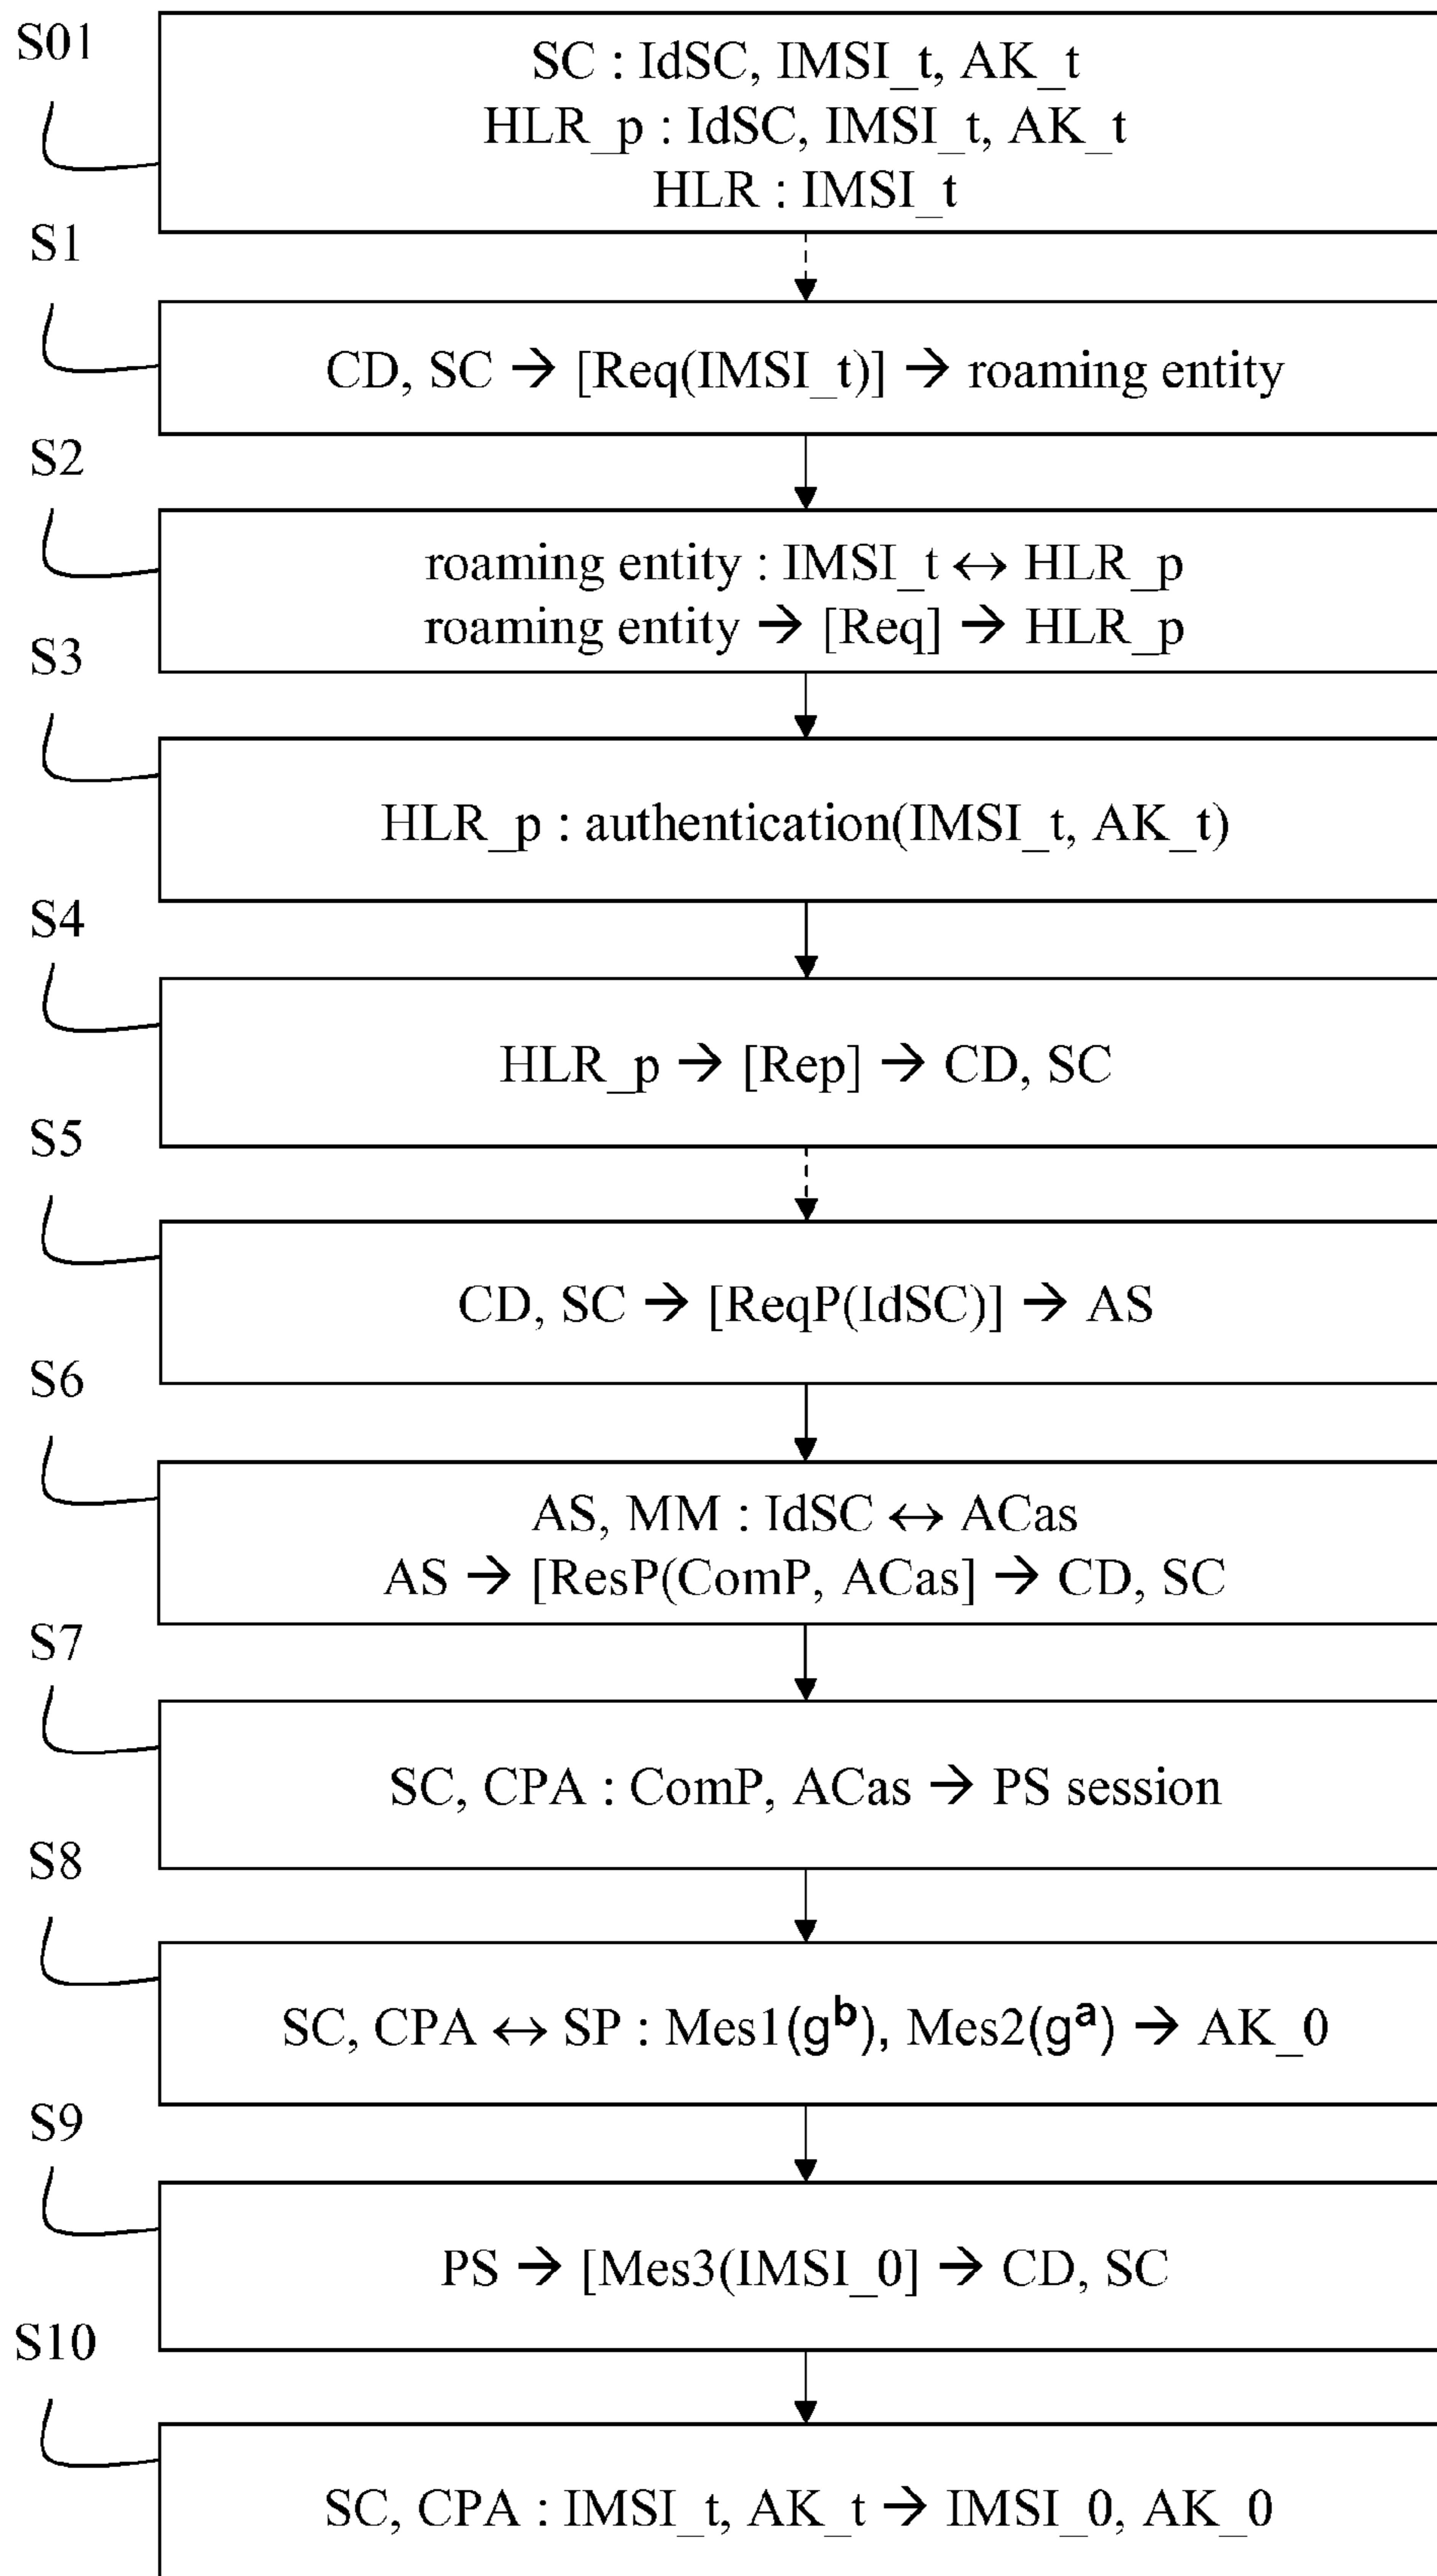 S01
SC : IdSC, IMSI_t, AK_t
HLR_p : IdSC, IMSI_t, AK_t
HLR : IMSI_t
S1
CD, SC → [Req(IMSI_t)] → roaming entity
S2
roaming entity : IMSI_t ↔ HLR_p
roaming entity → [Req] → HLR_p
S3
HLR_p : authentication(IMSI_t, AK_t)
S4
HLR_p → [Rep] → CD, SC
S5
CD, SC → [ReqP(IdSC)] → AS
S6
AS, MM : IdSC ↔ ACas
AS → [ResP(ComP, ACas] → CD, SC
S7
SC, CPA : ComP, ACas → PS session
S8
SC, CPA ↔ SP : Mes1(g^b), Mes2(g^a) → AK_0
S9
PS → [Mes3(IMSI_0] → CD, SC
S10
SC, CPA : IMSI_t, AK_t → IMSI_0, AK_0